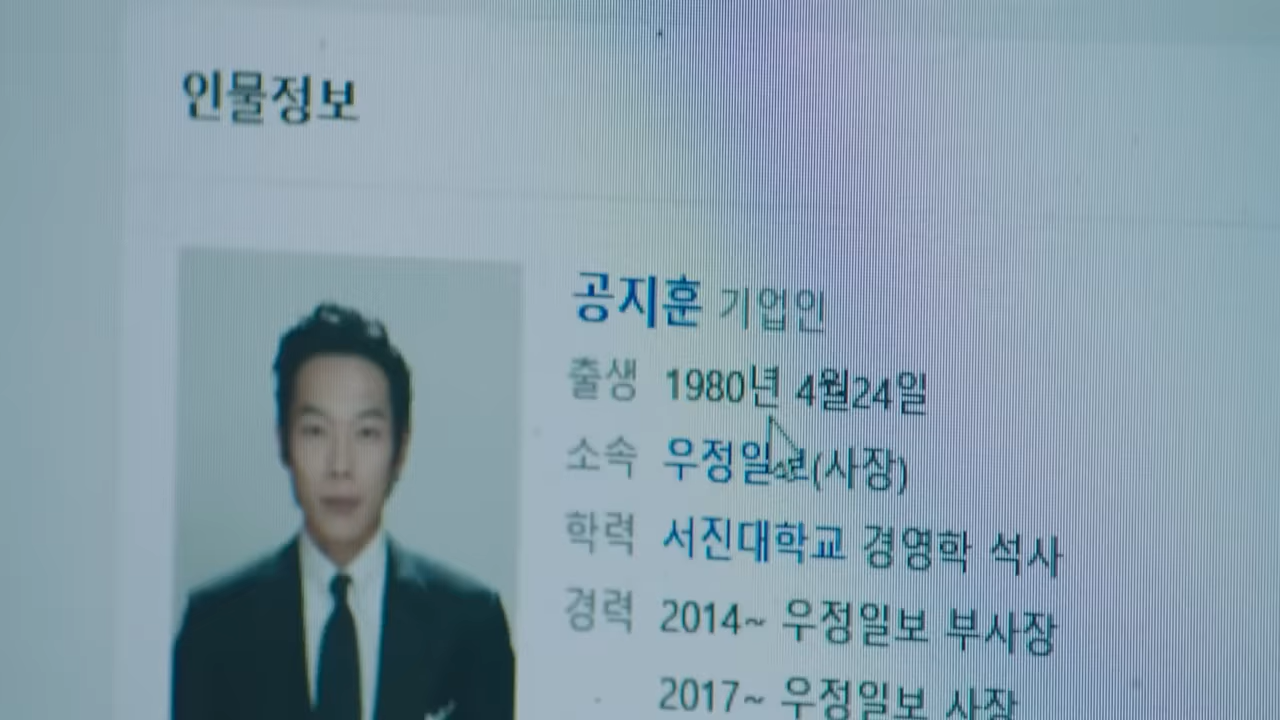 인물정보
공지훈 기업인
출생 1980년 4월24일
소속 우정일보(사장)
학력 서진대학교 경영학 석사
경력 2014~ 우정일보 부사장
2017~ 우정일보 사장